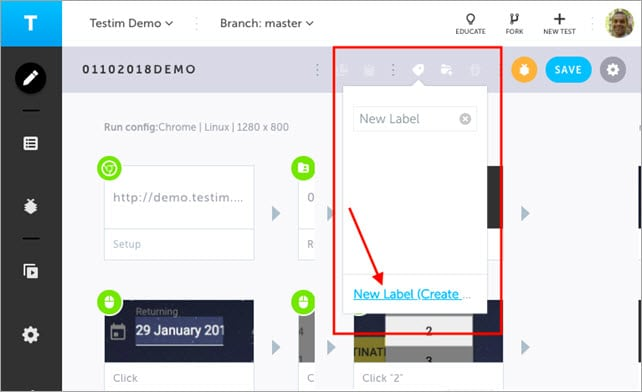 T
Testim Demo
Branch: master
EDUCATE
FORK
NEW TEST
01102018DEMO
SAVE
New Label
Run config:Chrome | Linux | 1280 x 800
http://demo.testim....
0
Setup
R
New Label (Create ...
Returning
29 January 201
2
TINATI
3
Click
C
Click "2"